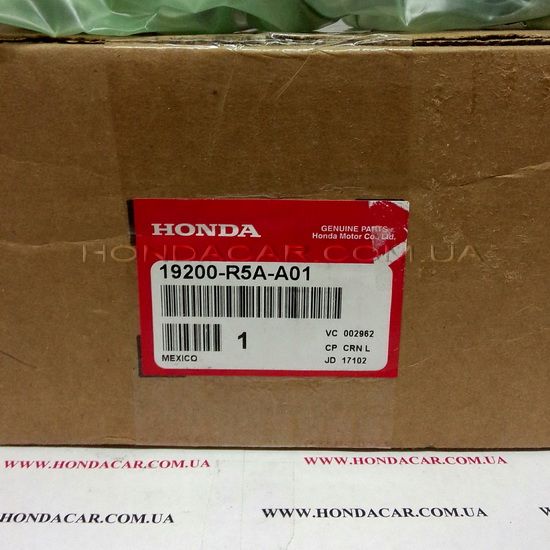 HONDA
GENUINE PARTS
Honda Motor Co., Ltd.
HONDACAR.COM.UA
19200-R5A-A01
1
VC 002962
CP CRN L
JD 17102
MEXICO
www.HONDACAR.COM.UA www.HONDACAR.COM.UA
www.HONDACAR.COM.UA www.HONDACAR.COM.UA